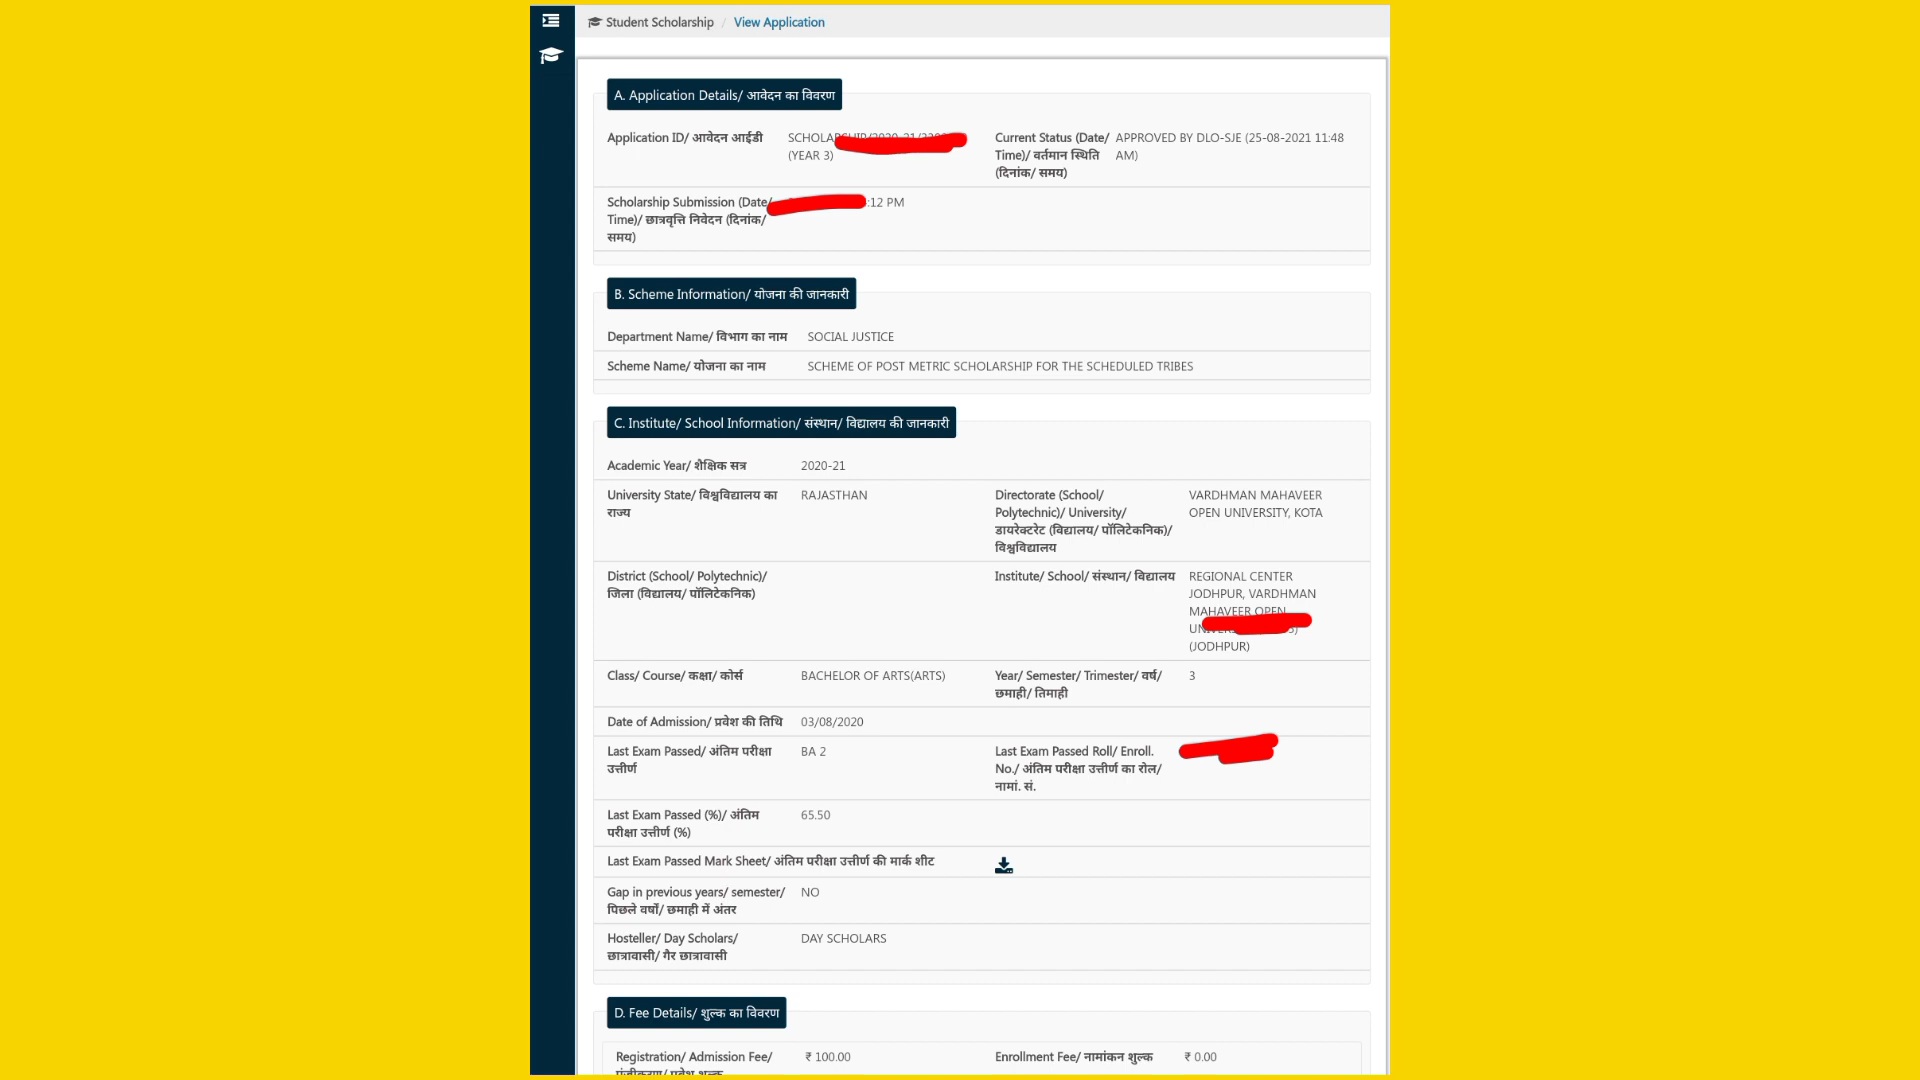 Student Scholarship / View Application
A. Application Details/ आवेदन का विवरण
Application ID/ आवेदन आईडी
(YEAR 3)
Current Status (Date/
Time)/ वर्तमान स्थिति
(दिनांक/ समय)
APPROVED BY DLO-SJE (25-08-2021 11:48
AM)
Scholarship Submission (Date/
Time)/ छात्रवृत्ति निवेदन (दिनांक/
समय)
:12 PM
B. Scheme Information/ योजना की जानकारी
Department Name/ विभाग का नाम
SOCIAL JUSTICE
Scheme Name/ योजना का नाम
SCHEME OF POST METRIC SCHOLARSHIP FOR THE SCHEDULED TRIBES
C. Institute/ School Information/ संस्थान/ विद्यालय की जानकारी
Academic Year/ शैक्षिक सत्र
2020-21
University State/ विश्वविद्यालय का
राज्य
RAJASTHAN
Directorate (School/
Polytechnic)/ University/
डायरेक्टरेट (विद्यालय/ पॉलिटेकनिक)/
विश्वविद्यालय
VARDHMAN MAHAVEER
OPEN UNIVERSITY, KOTA
District (School/ Polytechnic)/
जिला (विद्यालय/ पॉलिटेकनिक)
Institute/ School/ संस्थान/ विद्यालय
REGIONAL CENTER
JODHPUR, VARDHMAN
MAHAVEER OPEN
(JODHPUR)
Class/ Course/ कक्षा/ कोर्स
BACHELOR OF ARTS(ARTS)
Year/ Semester/ Trimester/ वर्ष/
छमाही/ तिमाही
3
Date of Admission/ प्रवेश की तिथि
03/08/2020
Last Exam Passed/ अंतिम परीक्षा
उत्तीर्ण
BA 2
Last Exam Passed Roll/ Enroll.
No./ अंतिम परीक्षा उत्तीर्ण का रोल/
नामां. सं.
Last Exam Passed (%)/ अंतिम
परीक्षा उत्तीर्ण (%)
65.50
Last Exam Passed Mark Sheet/ अंतिम परीक्षा उत्तीर्ण की मार्क शीट
Gap in previous years/ semester/
पिछले वर्षों/ छमाही में अंतर
NO
Hosteller/ Day Scholars/
छात्रावासी/ गैर छात्रावासी
DAY SCHOLARS
D. Fee Details/ शुल्क का विवरण
Registration/ Admission Fee/
₹ 100.00
Enrollment Fee/ नामांकन शुल्क
₹ 0.00